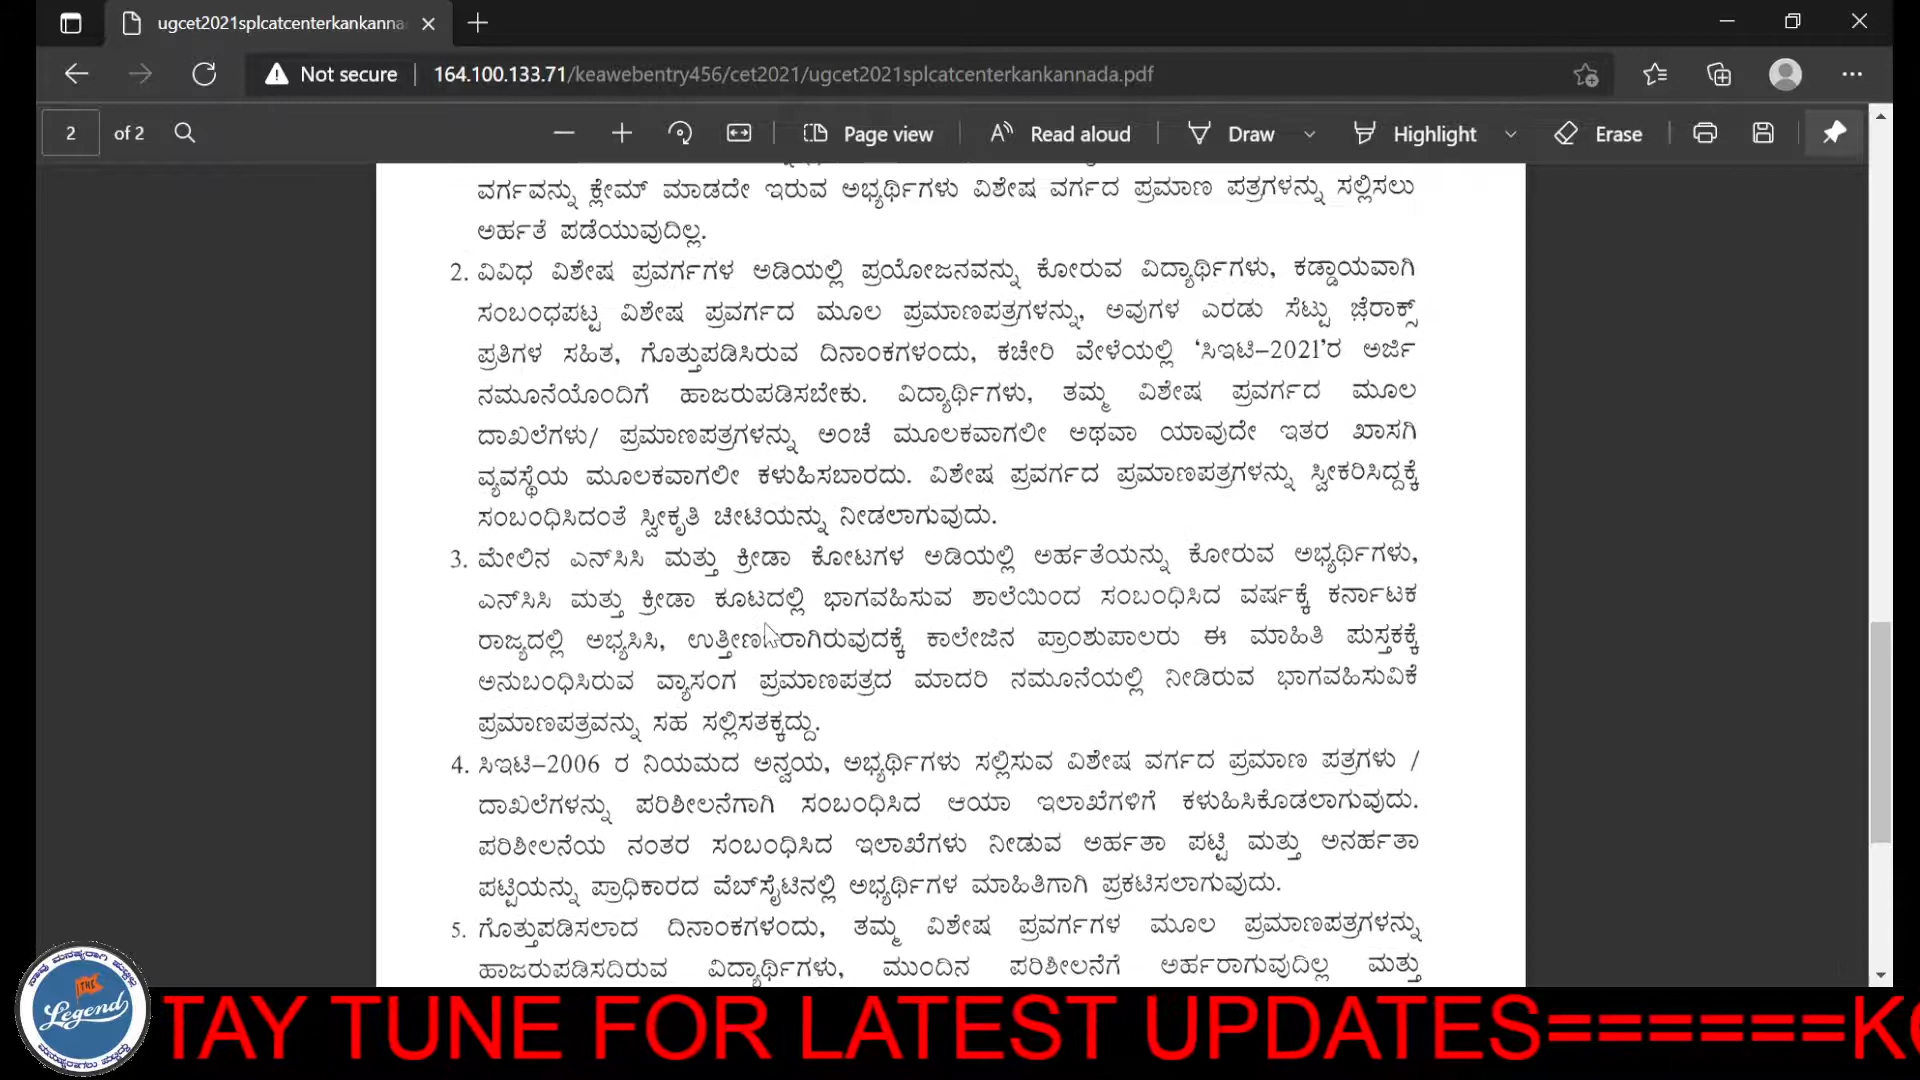 ugcet2021splcatcenterkankanna
Not secure 164.100.133.71/keawebentry456/cet2021/ugcet2021splcatcenterkankannada.pdf
2 of 2 Page view Read aloud Draw Highlight Erase
ವರ್ಗವನ್ನು ಕ್ಲೇಮ್ ಮಾಡದೇ ಇರುವ ಅಭ್ಯರ್ಥಿಗಳು ವಿಶೇಷ ವರ್ಗದ ಪ್ರಮಾಣ ಪತ್ರಗಳನ್ನು ಸಲ್ಲಿಸಲು
ಅರ್ಹತೆ ಪಡೆಯುವುದಿಲ್ಲ.
2. ವಿವಿಧ ವಿಶೇಷ ಪ್ರವರ್ಗಗಳ ಅಡಿಯಲ್ಲಿ ಪ್ರಯೋಜನವನ್ನು ಕೋರುವ ವಿದ್ಯಾರ್ಥಿಗಳು, ಕಡ್ಡಾಯವಾಗಿ
ಸಂಬಂಧಪಟ್ಟ ವಿಶೇಷ ಪ್ರವರ್ಗದ ಮೂಲ ಪ್ರಮಾಣಪತ್ರಗಳನ್ನು, ಅವುಗಳ ಎರಡು ಸೆಟ್ಟು ಜೆರಾಕ್ಸ್
ಪ್ರತಿಗಳ ಸಹಿತ, ಗೊತ್ತುಪಡಿಸಿರುವ ದಿನಾಂಕಗಳಂದು, ಕಚೇರಿ ವೇಳೆಯಲ್ಲಿ ‘ಸಿಇಟಿ–2021’ರ ಅರ್ಜಿ
ನಮೂನೆಯೊಂದಿಗೆ ಹಾಜರುಪಡಿಸಬೇಕು. ವಿದ್ಯಾರ್ಥಿಗಳು, ತಮ್ಮ ವಿಶೇಷ ಪ್ರವರ್ಗದ ಮೂಲ
ದಾಖಲೆಗಳು/ ಪ್ರಮಾಣಪತ್ರಗಳನ್ನು ಅಂಚೆ ಮೂಲಕವಾಗಲೀ ಅಥವಾ ಯಾವುದೇ ಇತರ ಖಾಸಗಿ
ವ್ಯವಸ್ಥೆಯ ಮೂಲಕವಾಗಲೀ ಕಳುಹಿಸಬಾರದು. ವಿಶೇಷ ಪ್ರವರ್ಗದ ಪ್ರಮಾಣಪತ್ರಗಳನ್ನು ಸ್ವೀಕರಿಸಿದ್ದಕ್ಕೆ
ಸಂಬಂಧಿಸಿದಂತೆ ಸ್ವೀಕೃತಿ ಚೀಟಿಯನ್ನು ನೀಡಲಾಗುವುದು.
3. ಮೇಲಿನ ಎನ್‌ಸಿಸಿ ಮತ್ತು ಕ್ರೀಡಾ ಕೋಟಗಳ ಅಡಿಯಲ್ಲಿ ಅರ್ಹತೆಯನ್ನು ಕೋರುವ ಅಭ್ಯರ್ಥಿಗಳು,
ಎನ್‌ಸಿಸಿ ಮತ್ತು ಕ್ರೀಡಾ ಕೂಟದಲ್ಲಿ ಭಾಗವಹಿಸುವ ಶಾಲೆಯಿಂದ ಸಂಬಂಧಿಸಿದ ವರ್ಷಕ್ಕೆ ಕರ್ನಾಟಕ
ರಾಜ್ಯದಲ್ಲಿ ಅಭ್ಯಸಿಸಿ, ಉತ್ತೀರ್ಣರಾಗಿರುವುದಕ್ಕೆ ಕಾಲೇಜಿನ ಪ್ರಾಂಶುಪಾಲರು ಈ ಮಾಹಿತಿ ಪುಸ್ತಕಕ್ಕೆ
ಅನುಬಂಧಿಸಿರುವ ವ್ಯಾಸಂಗ ಪ್ರಮಾಣಪತ್ರದ ಮಾದರಿ ನಮೂನೆಯಲ್ಲಿ ನೀಡಿರುವ ಭಾಗವಹಿಸುವಿಕೆ
ಪ್ರಮಾಣಪತ್ರವನ್ನು ಸಹ ಸಲ್ಲಿಸತಕ್ಕದ್ದು.
4. ಸಿಇಟಿ–2006 ರ ನಿಯಮದ ಅನ್ವಯ, ಅಭ್ಯರ್ಥಿಗಳು ಸಲ್ಲಿಸುವ ವಿಶೇಷ ವರ್ಗದ ಪ್ರಮಾಣ ಪತ್ರಗಳು /
ದಾಖಲೆಗಳನ್ನು ಪರಿಶೀಲನೆಗಾಗಿ ಸಂಬಂಧಿಸಿದ ಆಯಾ ಇಲಾಖೆಗಳಿಗೆ ಕಳುಹಿಸಿಕೊಡಲಾಗುವುದು.
ಪರಿಶೀಲನೆಯ ನಂತರ ಸಂಬಂಧಿಸಿದ ಇಲಾಖೆಗಳು ನೀಡುವ ಅರ್ಹತಾ ಪಟ್ಟಿ ಮತ್ತು ಅನರ್ಹತಾ
ಪಟ್ಟಿಯನ್ನು ಪ್ರಾಧಿಕಾರದ ವೆಬ್‌ಸೈಟಿನಲ್ಲಿ ಅಭ್ಯರ್ಥಿಗಳ ಮಾಹಿತಿಗಾಗಿ ಪ್ರಕಟಿಸಲಾಗುವುದು.
5. ಗೊತ್ತುಪಡಿಸಲಾದ ದಿನಾಂಕಗಳಂದು, ತಮ್ಮ ವಿಶೇಷ ಪ್ರವರ್ಗಗಳ ಮೂಲ ಪ್ರಮಾಣಪತ್ರಗಳನ್ನು
ಹಾಜರುಪಡಿಸದಿರುವ ವಿದ್ಯಾರ್ಥಿಗಳು, ಮುಂದಿನ ಪರಿಶೀಲನೆಗೆ ಅರ್ಹರಾಗುವುದಿಲ್ಲ ಮತ್ತು
THE
Legend
TAY TUNE FOR LATEST UPDATES======K